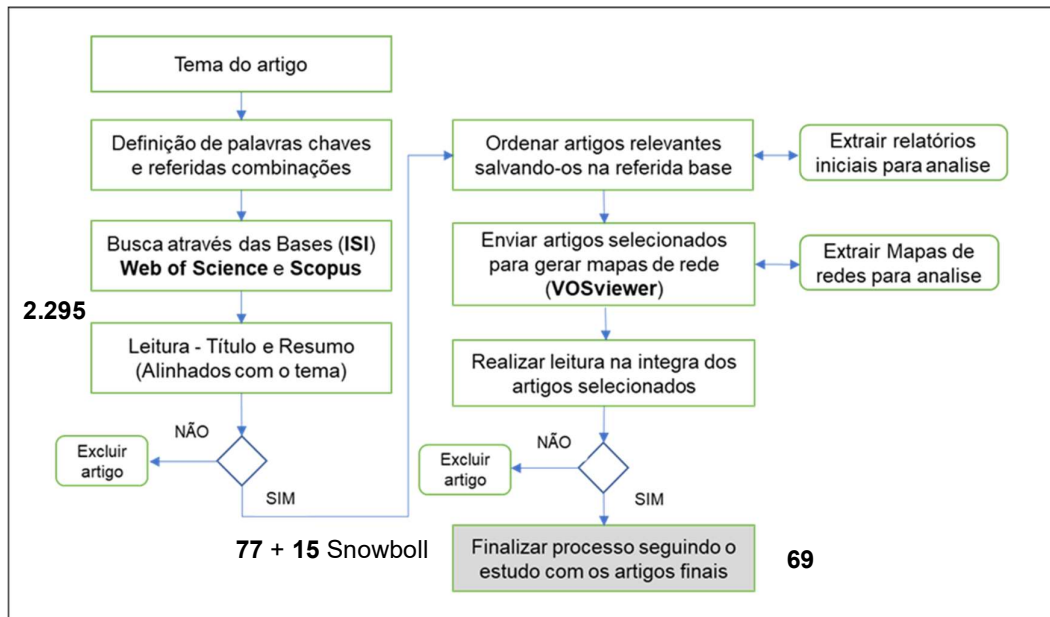 Tema do artigo
Definição de palavras chaves
e referidas combinações
Busca através das Bases (ISI)
Web of Science e Scopus
2.295
Leitura - Título e Resumo
(Alinhados com o tema)
NÃO
Excluir
artigo
SIM
77 + 15 Snowboll
Ordenar artigos relevantes
salvando-os na referida base
Extrair relatórios
iniciais para analise
Enviar artigos selecionados
para gerar mapas de rede
(VOSviewer)
Extrair Mapas de
redes para analise
Realizar leitura na integra dos
artigos selecionados
NÃO
Excluir
artigo
SIM
Finalizar processo seguindo o
estudo com os artigos finais
69